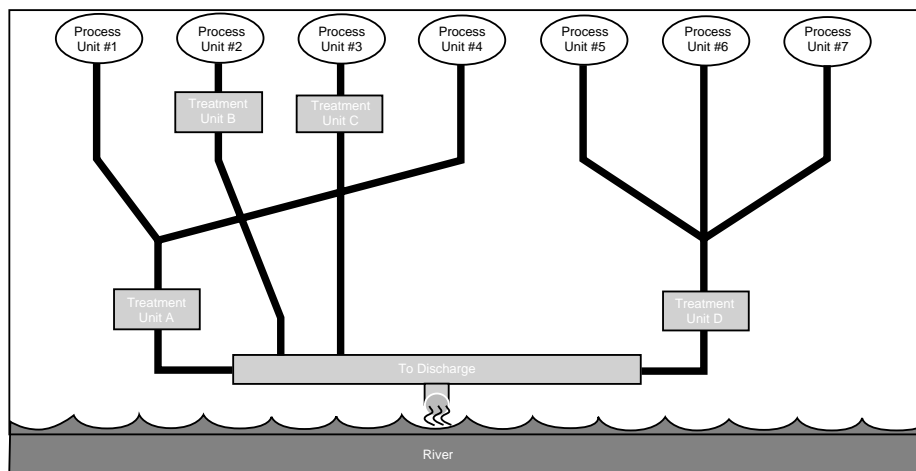 Process
Unit #1
Process
Unit #2
Process
Unit #3
Process
Unit #4
Process
Unit #5
Process
Unit #6
Process
Unit #7
Treatment
Unit B
Treatment
Unit C
Treatment
Unit A
Treatment
Unit D
To Discharge
River